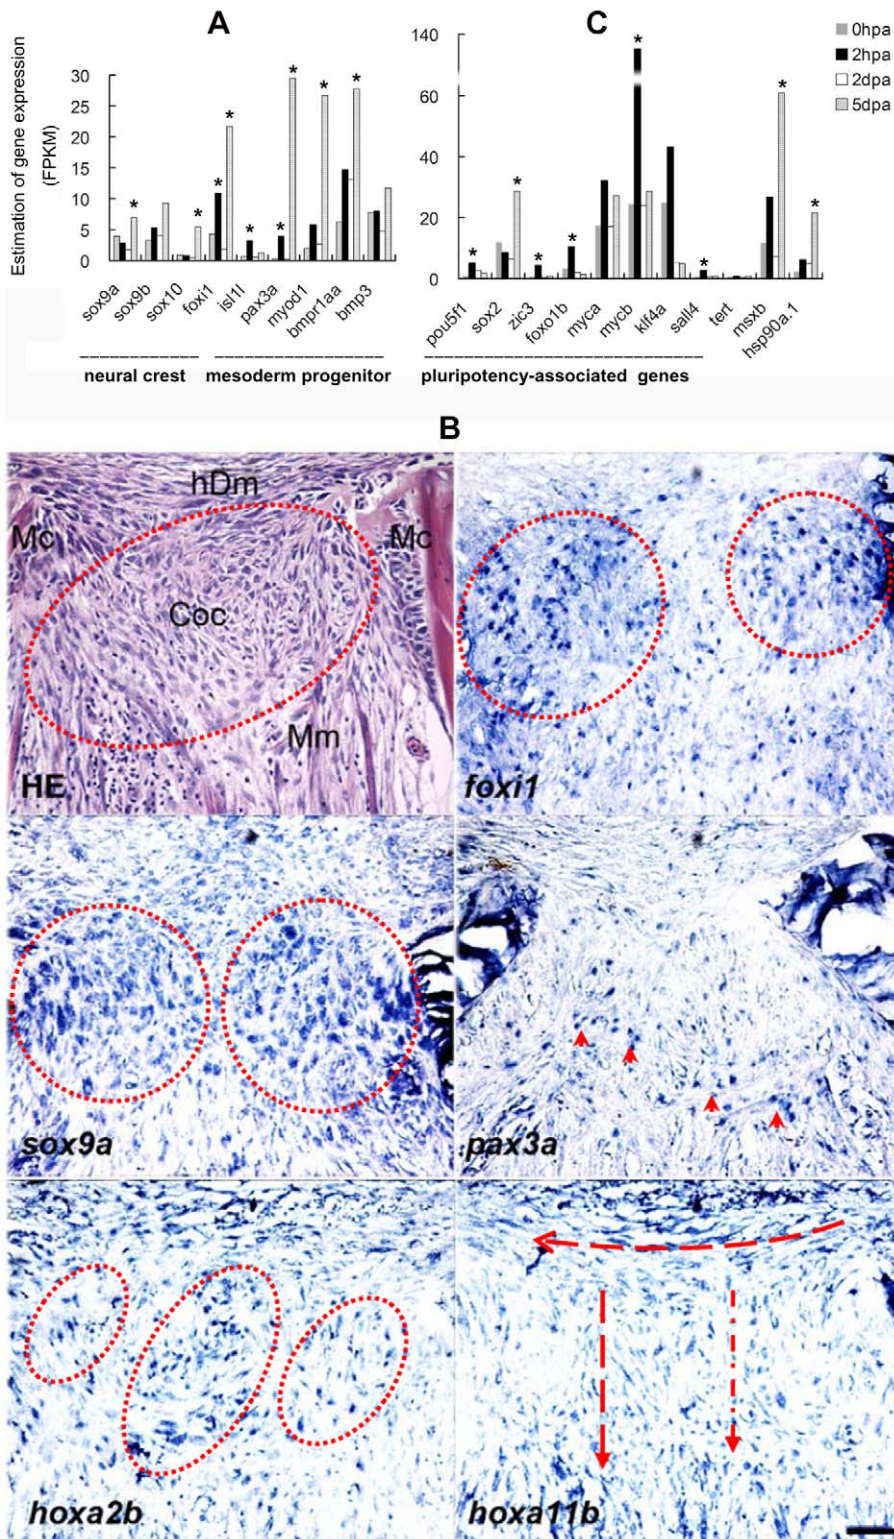 A
C
0hpa
2hpa
2dpa
5dpa
Estimation of gene expression
(FPKM)
30
25
20
15
10
5
0
140
60
40
20
0
* * * * * * * *
* * * * * * * *
sox9a
sox9b
sox10
foxi1
isl1l
pax3a
myod1
bmpr1aa
bmp3
pou5f1
sox2
zic3
foxo1b
myca
mycb
klf4a
sall4
tert
msxb
hsp90a.1
neural crest
mesoderm progenitor
pluripotency-associated genes
B
hDm
Mc
Mc
Coc
Mm
HE
foxi1
sox9a
pax3a
hoxa2b
hoxa11b